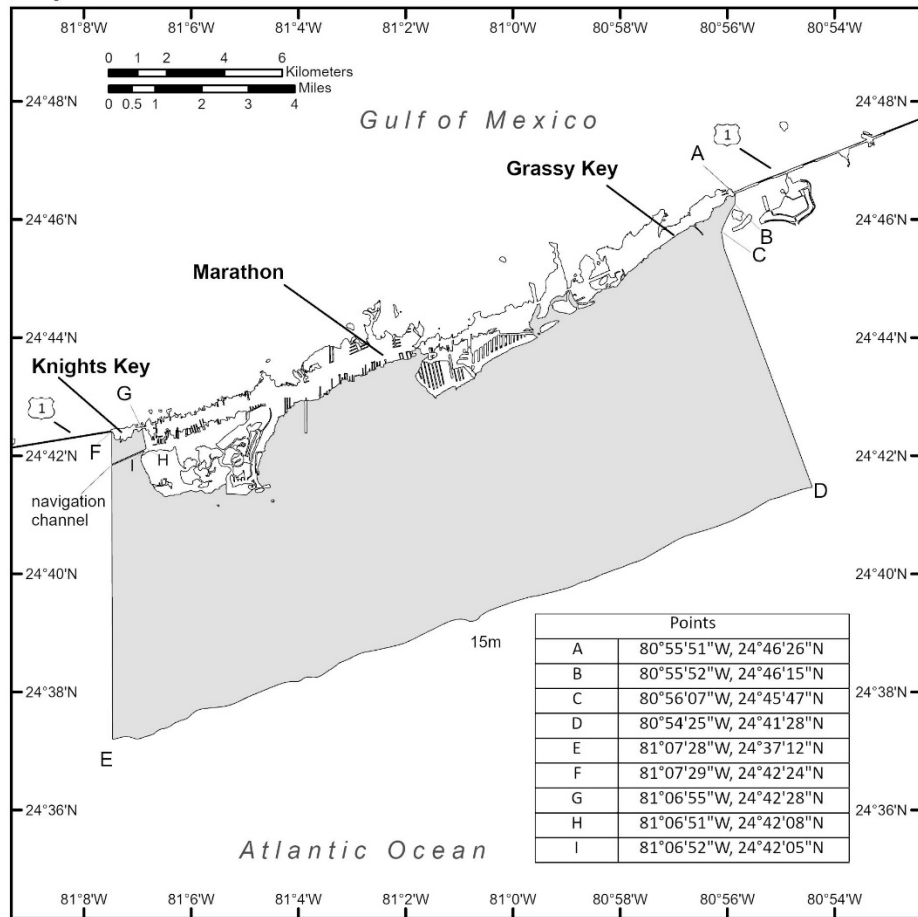 81°8'W 81°6'W 81°4'W 81°2'W 81°0'W 80°58'W 80°56'W 80°54'W
0 1 2 4 6
Kilometers
Miles
0 0.5 1 2 3 4
24°48'N 24°48'N
Gulf of Mexico
1
A
Grassy Key
24°46'N 24°46'N
B
C
Marathon
24°44'N 24°44'N
Knights Key
G
1
F
24°42'N 24°42'N
H
I
navigation
channel
D
24°40'N 24°40'N
15m
24°38'N 24°38'N
E
24°36'N 24°36'N
Atlantic Ocean
Points
A 80°55'51"W, 24°46'26"N
B 80°55'52"W, 24°46'15"N
C 80°56'07"W, 24°45'47"N
D 80°54'25"W, 24°41'28"N
E 81°07'28"W, 24°37'12"N
F 81°07'29"W, 24°42'24"N
G 81°06'55"W, 24°42'28"N
H 81°06'51"W, 24°42'08"N
I 81°06'52"W, 24°42'05"N
81°8'W 81°6'W 81°4'W 81°2'W 81°0'W 80°58'W 80°56'W 80°54'W